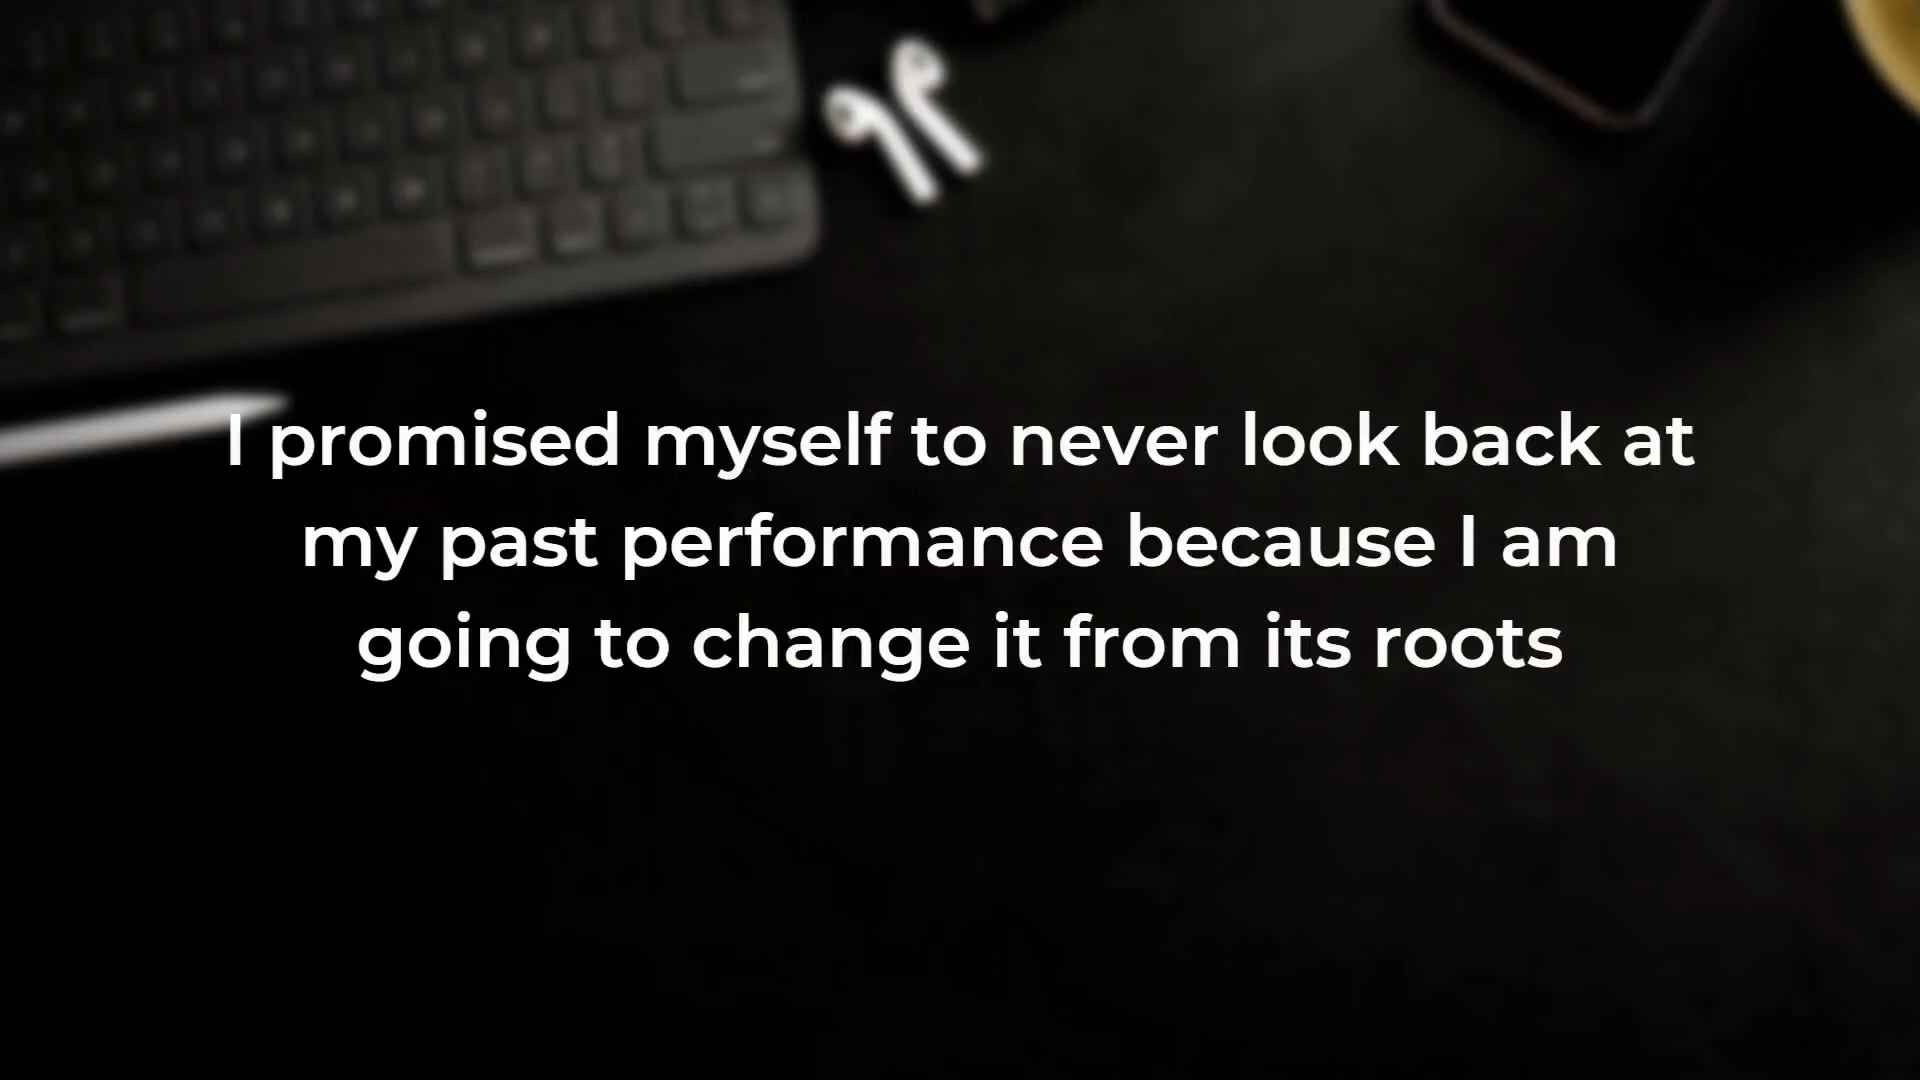 I promised myself to never look back at
my past performance because I am
going to change it from its roots